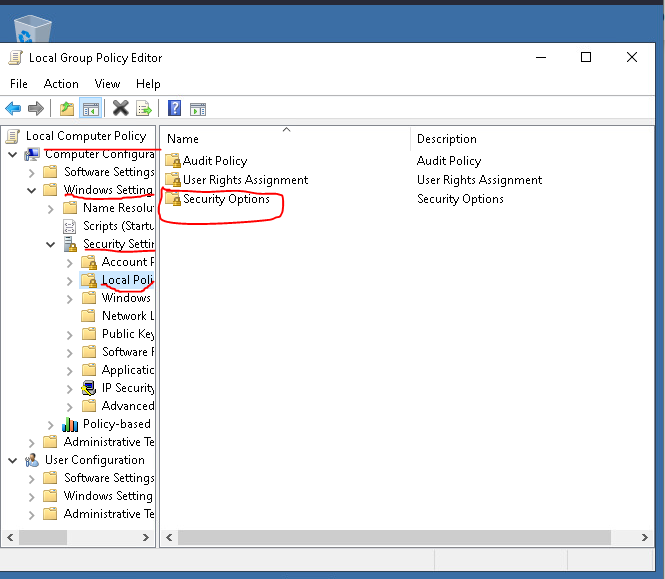 Local Group Policy Editor
File Action View Help
Local Computer Policy
Computer Configura
Software Settings
Windows Setting
Name Resolu
Scripts (Startu
Security Settin
Account P
Local Poli
Windows
Network L
Public Key
Software R
Applicatio
IP Security
Advanced
Policy-based
Administrative Te
User Configuration
Software Settings
Windows Setting
Administrative Te
Name Description
Audit Policy Audit Policy
User Rights Assignment User Rights Assignment
Security Options Security Options